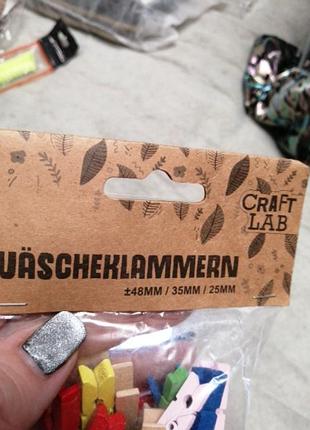 CRAFT
LAB
WÄSCHEKLAMMERN
±48MM / 35MM / 25MM